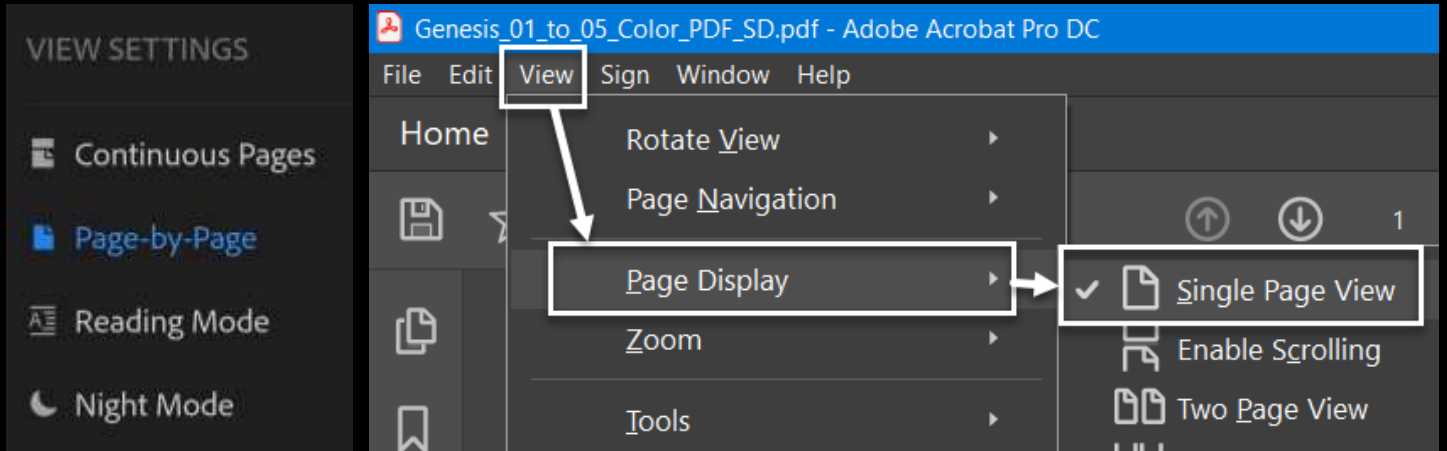 VIEW SETTINGS
Continuous Pages
Page-by-Page
Reading Mode
Night Mode
Genesis_01_to_05_Color_PDF_SD.pdf - Adobe Acrobat Pro DC
File Edit View Sign Window Help
Home
Rotate View
Page Navigation
1
Page Display
Single Page View
Zoom
Enable Scrolling
Tools
Two Page View